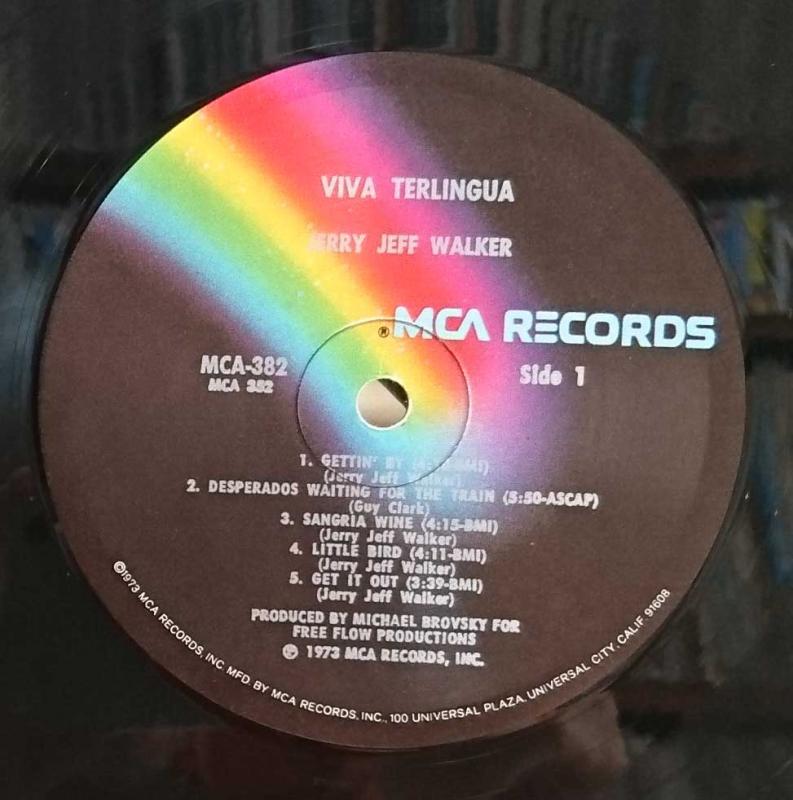 VIVA TERLINGUA
JERRY JEFF WALKER
® MCA RECORDS
MCA-382
MCA 382
Side 1
1. GETTIN' BY
(Jerry Jeff Walker)
2. DESPERADOS WAITING FOR THE TRAIN (5:50-ASCAP)
(Guy Clark)
3. SANGRIA WINE (4:15-BMI)
(Jerry Jeff Walker)
4. LITTLE BIRD (4:11-BMI)
(Jerry Jeff Walker)
5. GET IT OUT (3:39-BMI)
(Jerry Jeff Walker)
PRODUCED BY MICHAEL BROVSKY FOR
FREE FLOW PRODUCTIONS
℗ 1973 MCA RECORDS, INC.
©1973 MCA RECORDS, INC. MFD. BY MCA RECORDS, INC., 100 UNIVERSAL PLAZA, UNIVERSAL CITY, CALIF. 91608